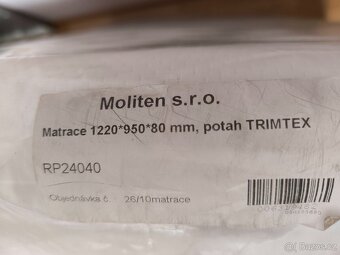 Moliten s.r.o.
Matrace 1220*950*80 mm, potah TRIMTEX
RP24040
Objednávka č. 26/10matrace